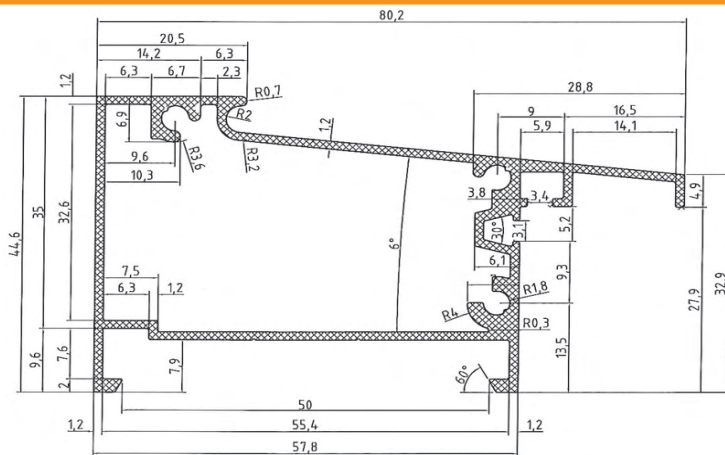 80,2
20,5
14,2 6,3 28,8
6,3 6,7 2,3 9 16,5
1,2 R0,7 5,9 14,1
R2
6,9 1,2
9,6 R3,6 R3,2
10,3
3,8 3,4 4,9
44,6 35 32,6 6° 30° 3,1 5,2
6,1 9,3 27,9 32,9
7,5
6,3 1,2 R1,8
R4
R0,3
9,6 7,6 7,9 13,5
2 60°
50
1,2 55,4 1,2
57,8